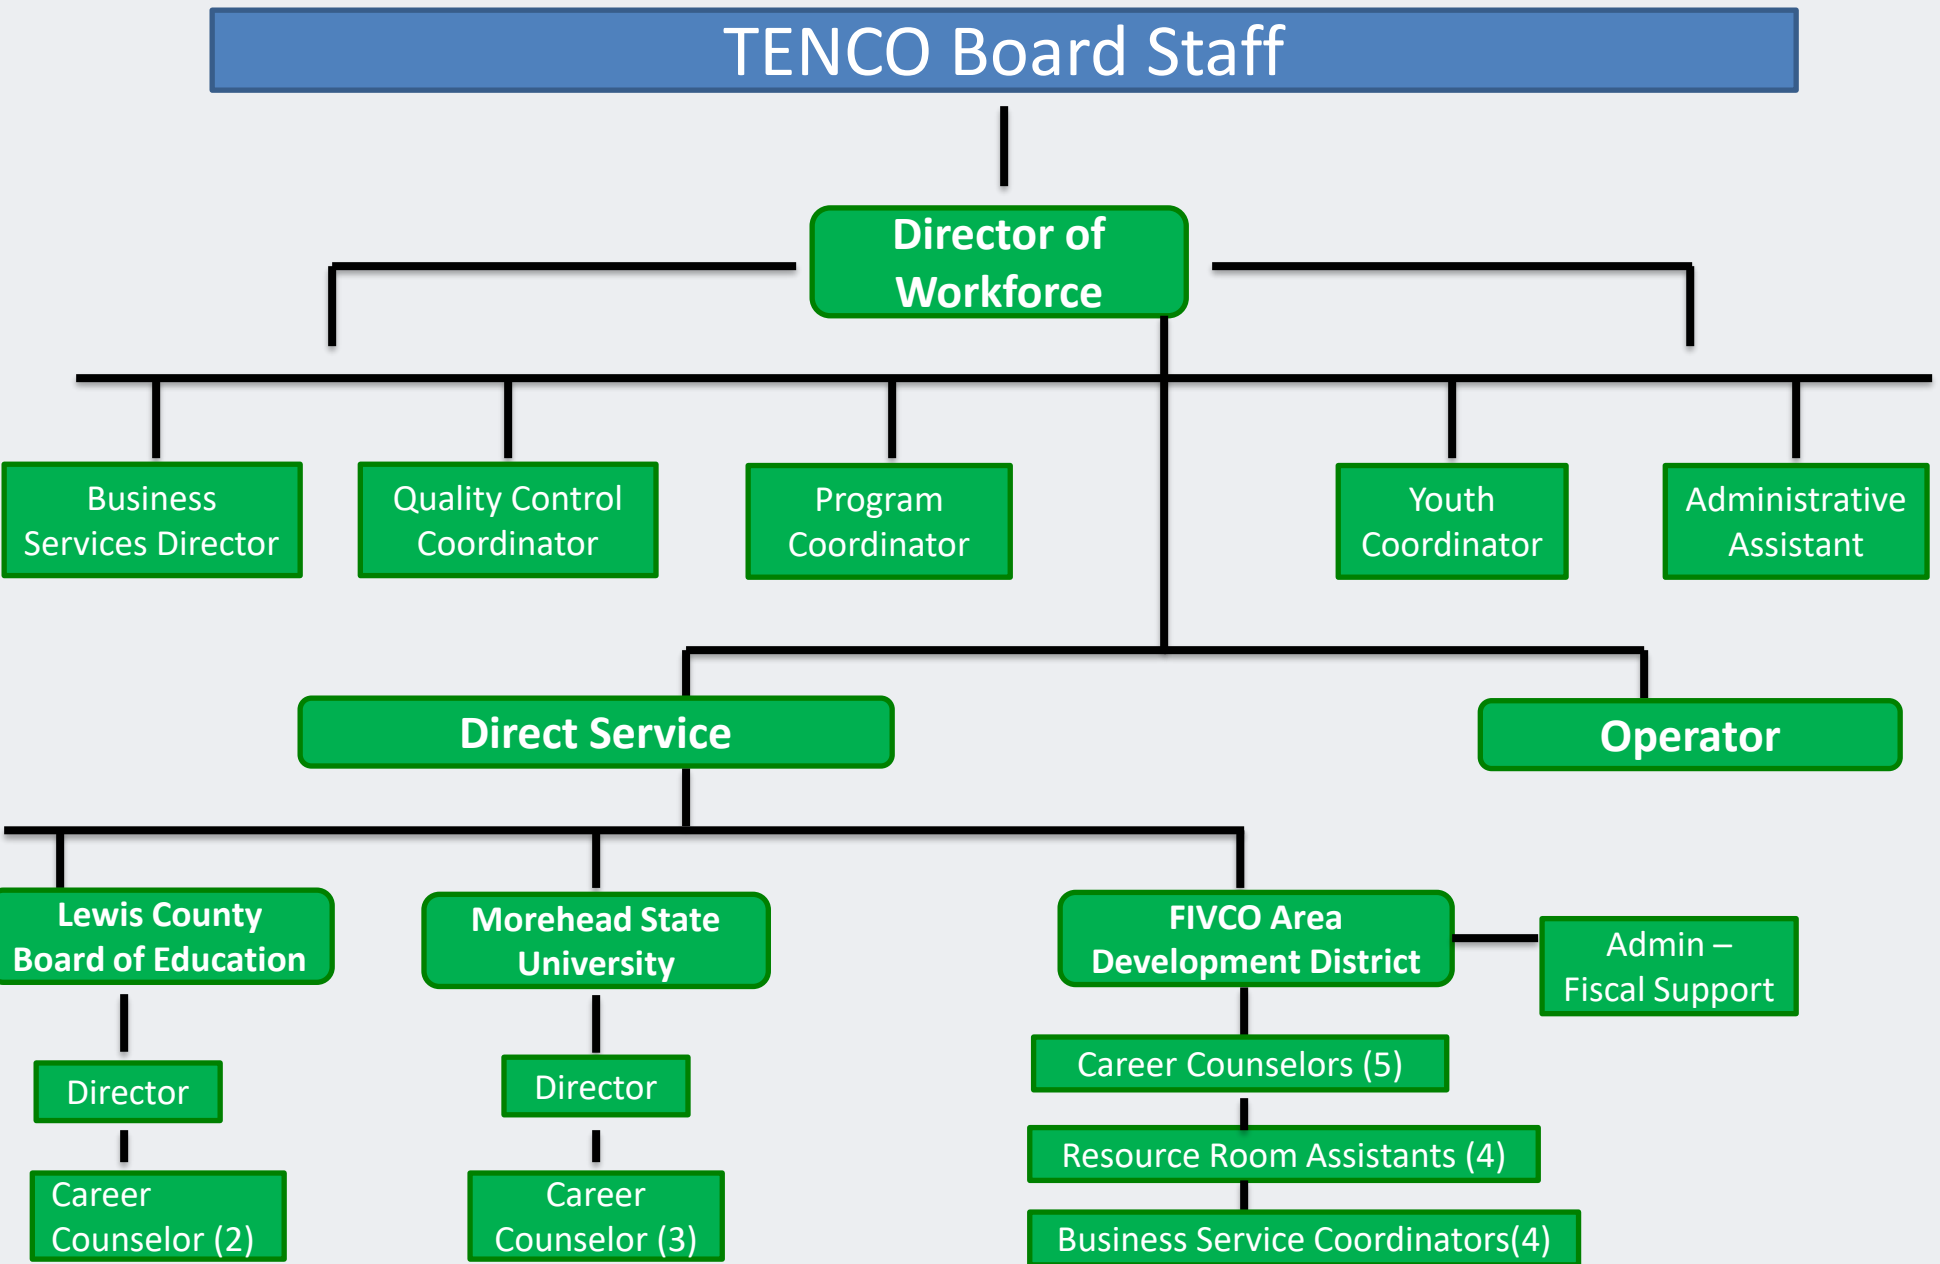 TENCO Board Staff
Director of
Workforce
Business
Services Director
Quality Control
Coordinator
Program
Coordinator
Youth
Coordinator
Administrative
Assistant
Direct Service
Operator
Lewis County
Board of Education
Morehead State
University
FIVCO Area
Development District
Admin –
Fiscal Support
Director
Director
Career Counselors (5)
Resource Room Assistants (4)
Career
Counselor (2)
Career
Counselor (3)
Business Service Coordinators(4)